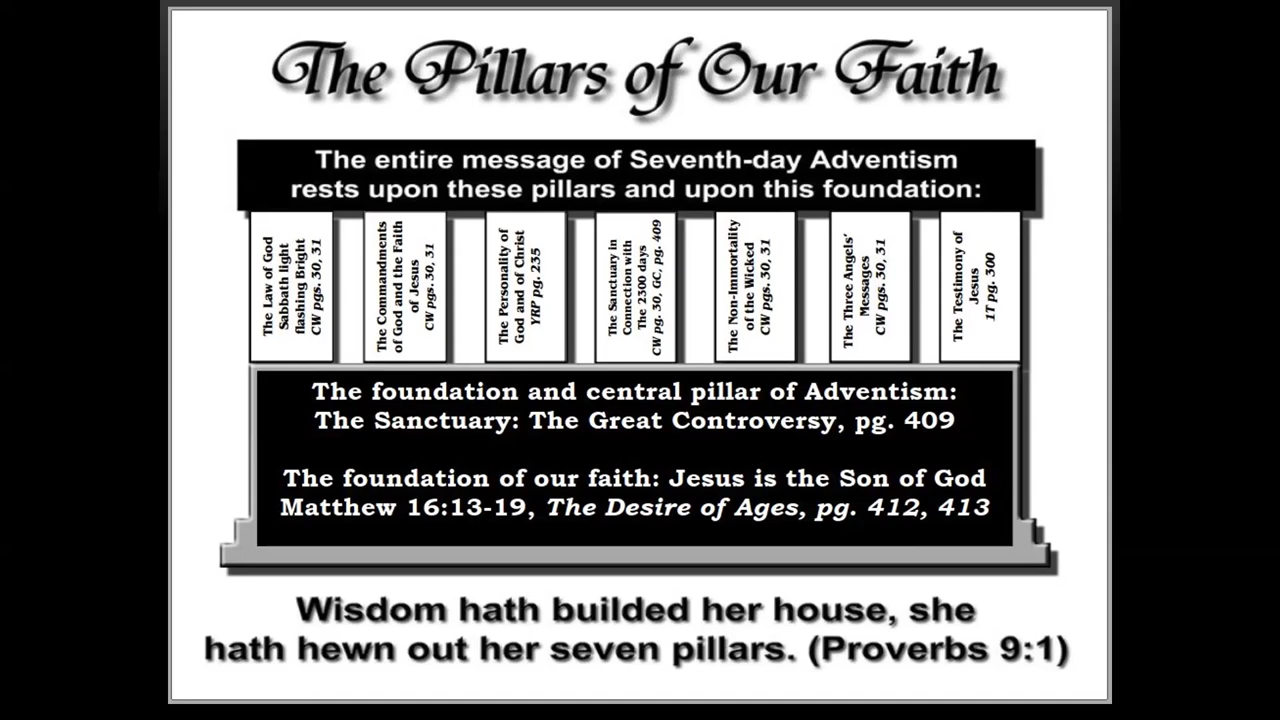 The Pillars of Our Faith
The entire message of Seventh-day Adventism
rests upon these pillars and upon this foundation:
The Law of God
Sabbath light
flashing Bright
CW pgs. 30, 31
The Commandments
of God and the Faith
of Jesus
CW pgs. 30, 31
The Personality of
God and of Christ
YRP pg. 235
The Sanctuary in
Connection with
The 2300 days
CW pg. 30, GC, pg. 409
The Non-Immortality
of the Wicked
CW pgs. 30, 31
The Three Angels'
Messages
CW pgs. 30, 31
The Testimony of
Jesus
1T pg. 300
The foundation and central pillar of Adventism:
The Sanctuary: The Great Controversy, pg. 409
The foundation of our faith: Jesus is the Son of God
Matthew 16:13-19, The Desire of Ages, pg. 412, 413
Wisdom hath builded her house, she
hath hewn out her seven pillars. (Proverbs 9:1)